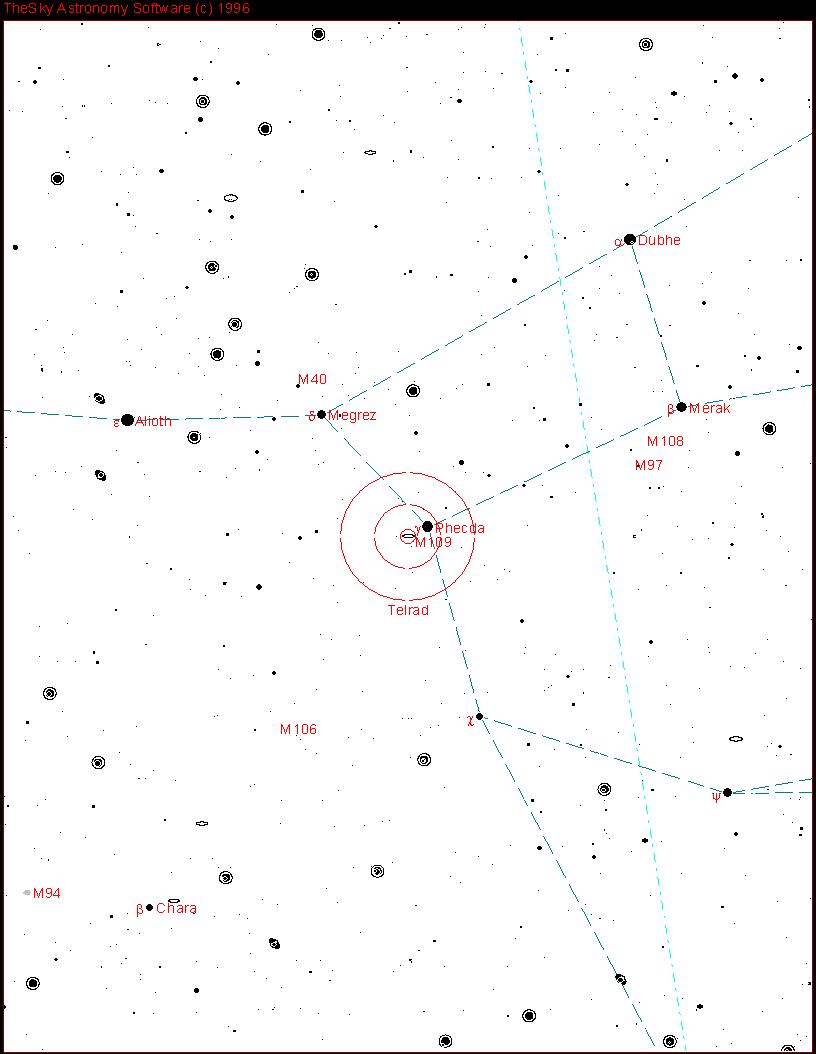 TheSky Astronomy Software (c) 1996
α Dubhe
M40
ε Alioth
δ Megrez
β Merak
M108
M97
γ Phecda
M109
Telrad
χ
M106
ψ
M94
β Chara